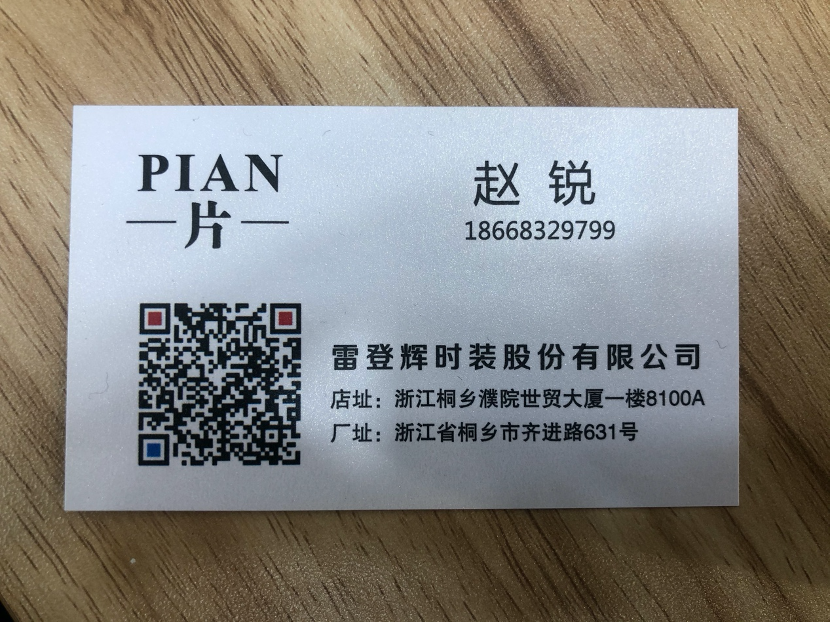 PIAN
片
赵锐
18668329799
雷登辉时装股份有限公司
店址：浙江桐乡濮院世贸大厦一楼8100A
厂址：浙江省桐乡市齐进路631号